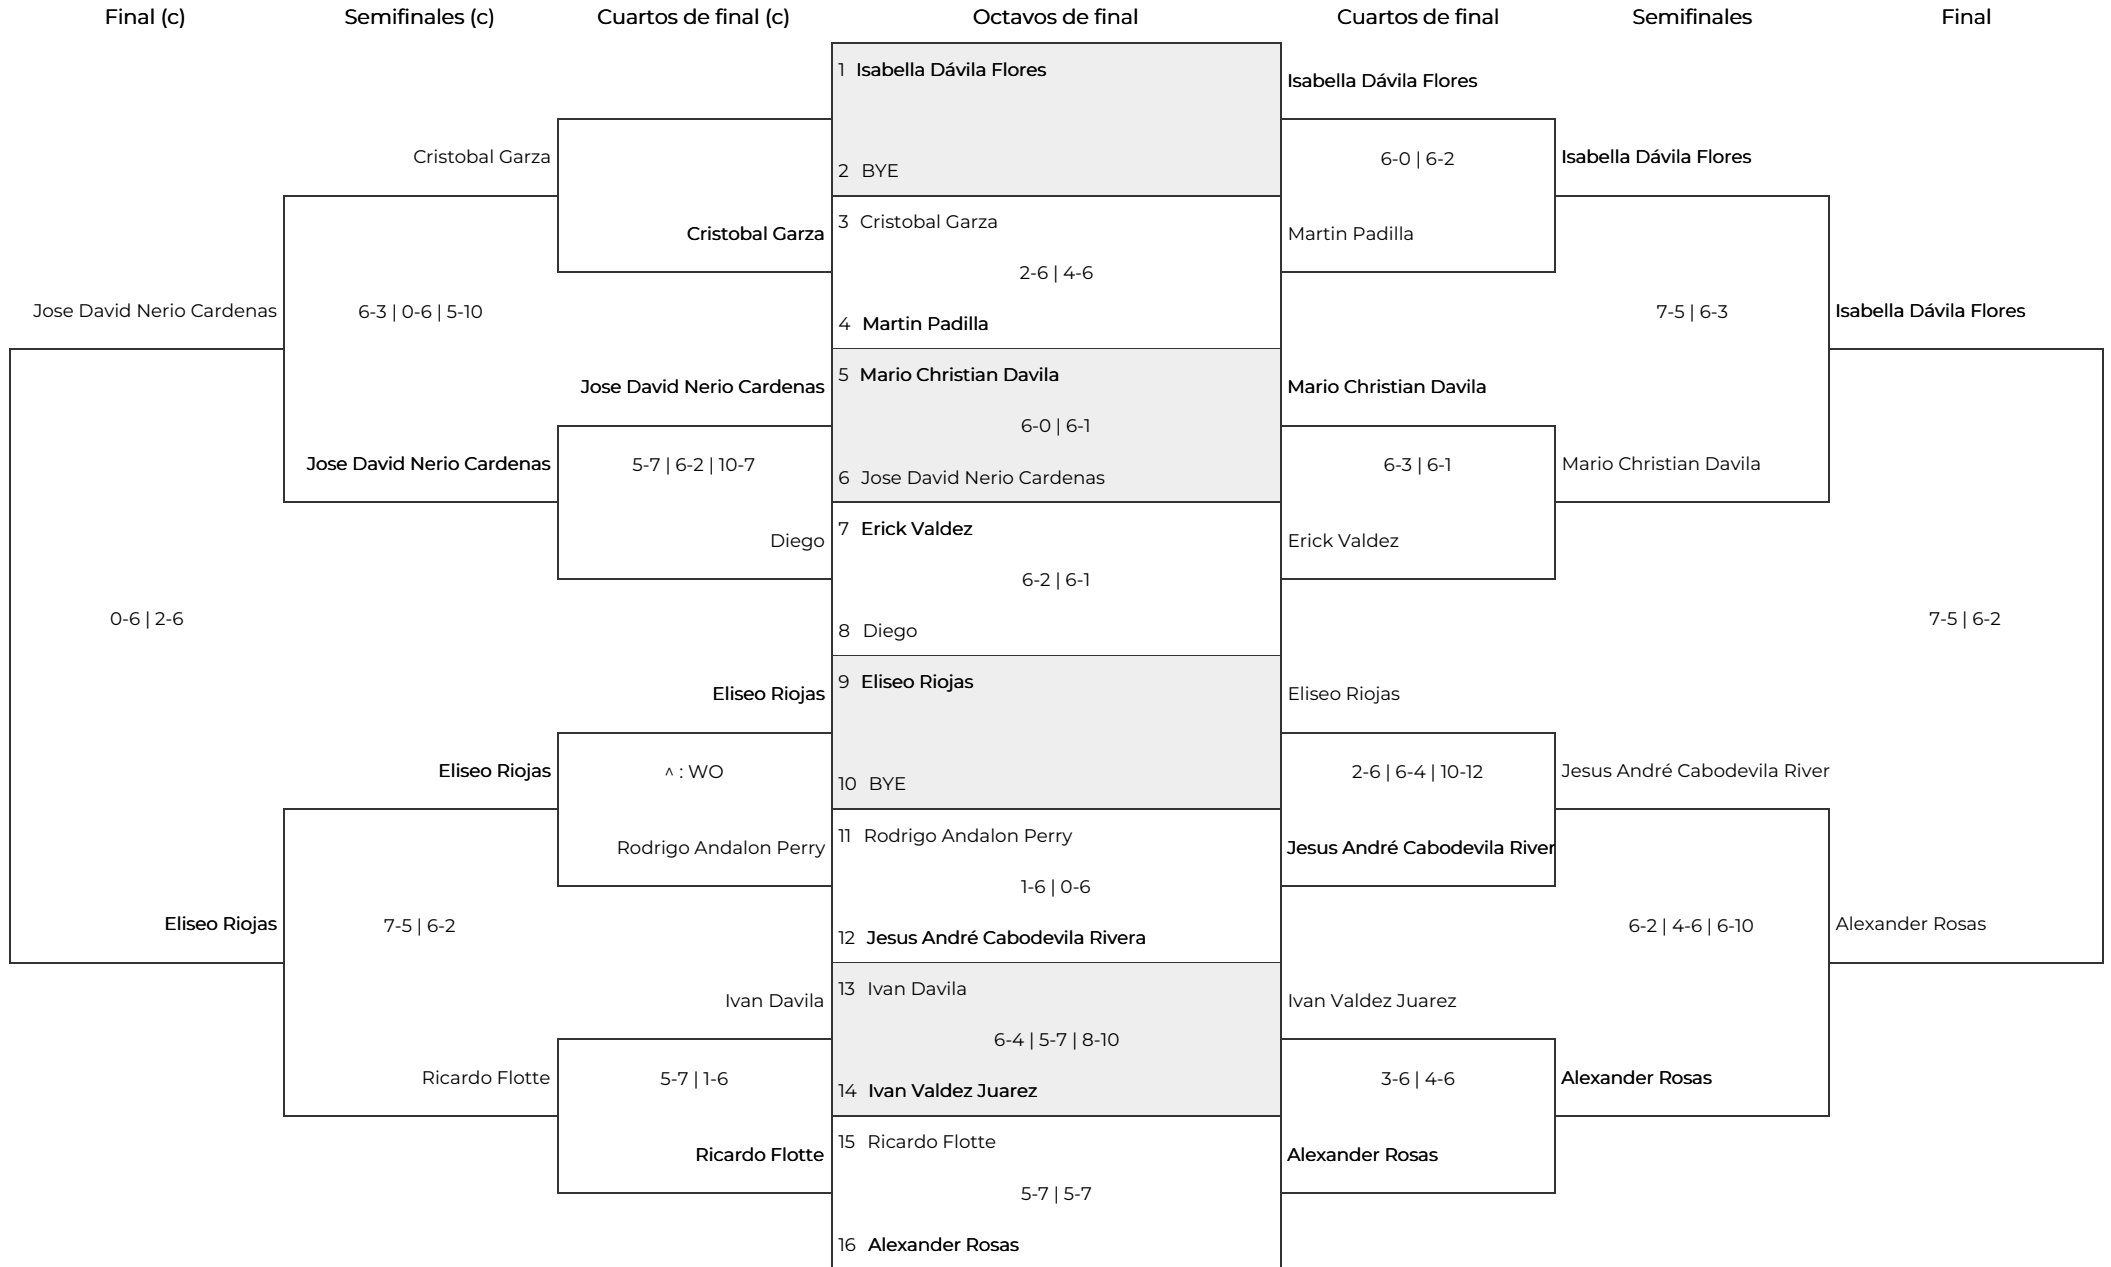 Final (c)
Semifinales (c)
Cuartos de final (c)
Octavos de final
Cuartos de final
Semifinales
Final
Jose David Nerio Cardenas
0-6 | 2-6
Eliseo Riojas
Cristobal Garza
6-3 | 0-6 | 5-10
Jose David Nerio Cardenas
Eliseo Riojas
7-5 | 6-2
Ricardo Flotte
Cristobal Garza
Jose David Nerio Cardenas
5-7 | 6-2 | 10-7
Diego
Eliseo Riojas
^ : WO
Rodrigo Andalon Perry
Ivan Davila
5-7 | 1-6
Ricardo Flotte
1 Isabella Dávila Flores
2 BYE
3 Cristobal Garza
2-6 | 4-6
4 Martin Padilla
5 Mario Christian Davila
6-0 | 6-1
6 Jose David Nerio Cardenas
7 Erick Valdez
6-2 | 6-1
8 Diego
9 Eliseo Riojas
10 BYE
11 Rodrigo Andalon Perry
1-6 | 0-6
12 Jesus André Cabodevila Rivera
13 Ivan Davila
6-4 | 5-7 | 8-10
14 Ivan Valdez Juarez
15 Ricardo Flotte
5-7 | 5-7
16 Alexander Rosas
Isabella Dávila Flores
6-0 | 6-2
Martin Padilla
Mario Christian Davila
6-3 | 6-1
Erick Valdez
Eliseo Riojas
2-6 | 6-4 | 10-12
Jesus André Cabodevila River
Ivan Valdez Juarez
3-6 | 4-6
Alexander Rosas
Isabella Dávila Flores
7-5 | 6-3
Mario Christian Davila
Jesus André Cabodevila River
6-2 | 4-6 | 6-10
Alexander Rosas
Isabella Dávila Flores
7-5 | 6-2
Alexander Rosas